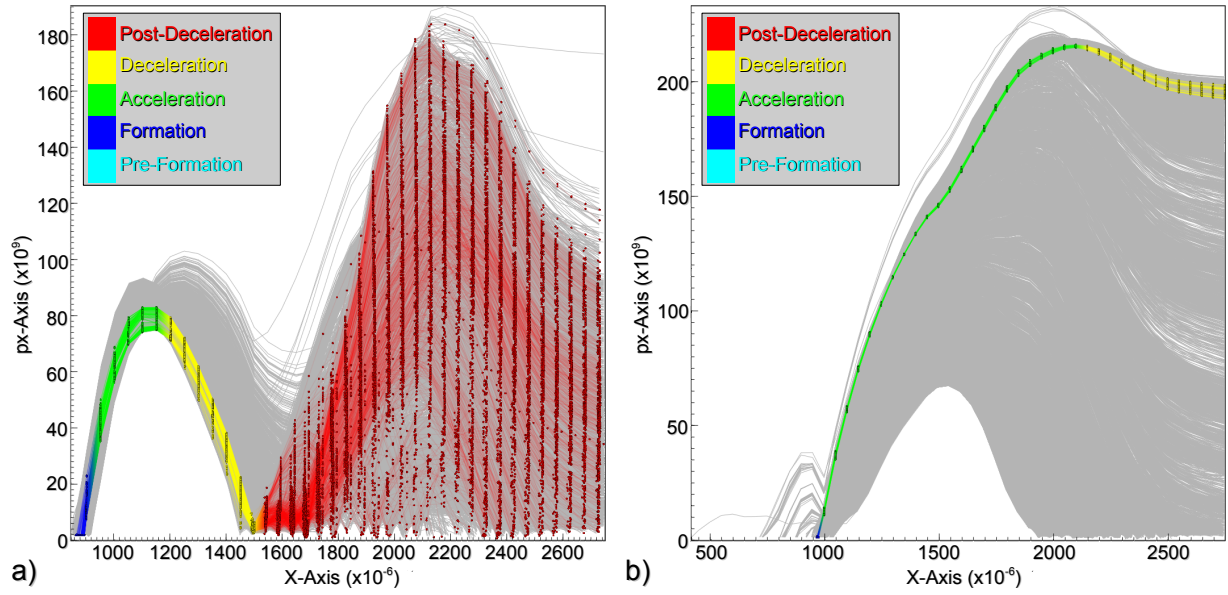 180
160
140
120
100
80
60
40
20
0
px-Axis (x10⁹)
Post-Deceleration
Deceleration
Acceleration
Formation
Pre-Formation
1000 1200 1400 1600 1800 2000 2200 2400 2600
X-Axis (x10⁻⁶)
a)
200
150
100
50
0
px-Axis (x10⁹)
Post-Deceleration
Deceleration
Acceleration
Formation
Pre-Formation
500 1000 1500 2000 2500
X-Axis (x10⁻⁶)
b)